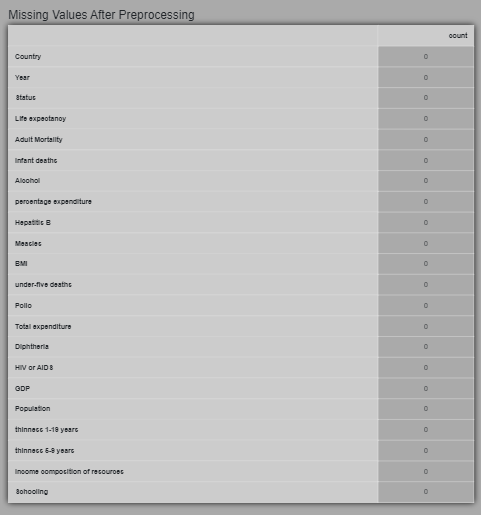 Missing Values After Preprocessing
count
Country 0
Year 0
Status 0
Life expectancy 0
Adult Mortality 0
infant deaths 0
Alcohol 0
percentage expenditure 0
Hepatitis B 0
Measles 0
BMI 0
under-five deaths 0
Polio 0
Total expenditure 0
Diphtheria 0
HIV or AIDS 0
GDP 0
Population 0
thinness 1-19 years 0
thinness 5-9 years 0
Income composition of resources 0
Schooling 0